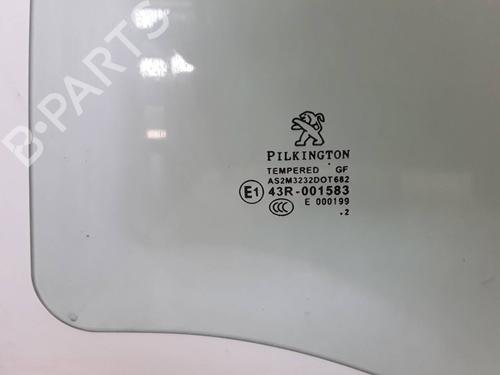 B-PARTS
PILKINGTON
TEMPERED GF
AS2M3232DOT682
E1 43R-001583
CCC E 000199
.2